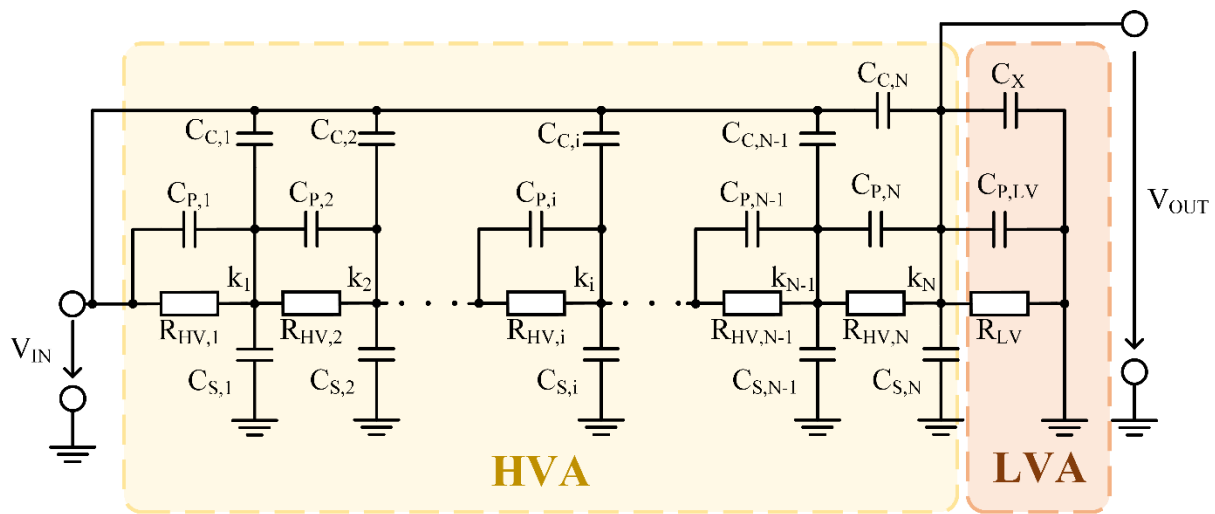 C_C,N C_X
C_C,1 C_C,2 C_C,i C_C,N-1
C_P,1 C_P,2 C_P,i C_P,N-1 C_P,N C_P,LV
V_OUT
k_1 k_2 k_i k_N-1 k_N
R_HV,1 R_HV,2 R_HV,i R_HV,N-1 R_HV,N R_LV
V_IN
C_S,1 C_S,2 C_S,i C_S,N-1 C_S,N
HVA LVA